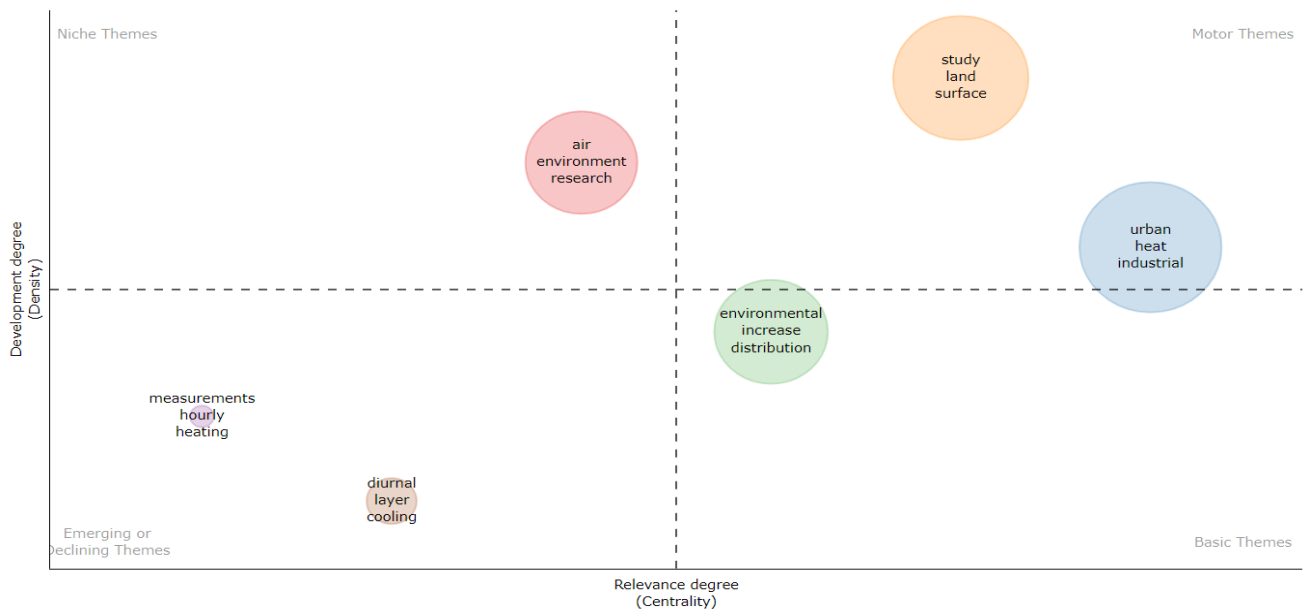 Niche Themes
Motor Themes
study
land
surface
air
environment
research
urban
heat
industrial
Development degree
(Density)
environmental
increase
distribution
measurements
hourly
heating
diurnal
layer
cooling
Emerging or
Declining Themes
Basic Themes
Relevance degree
(Centrality)